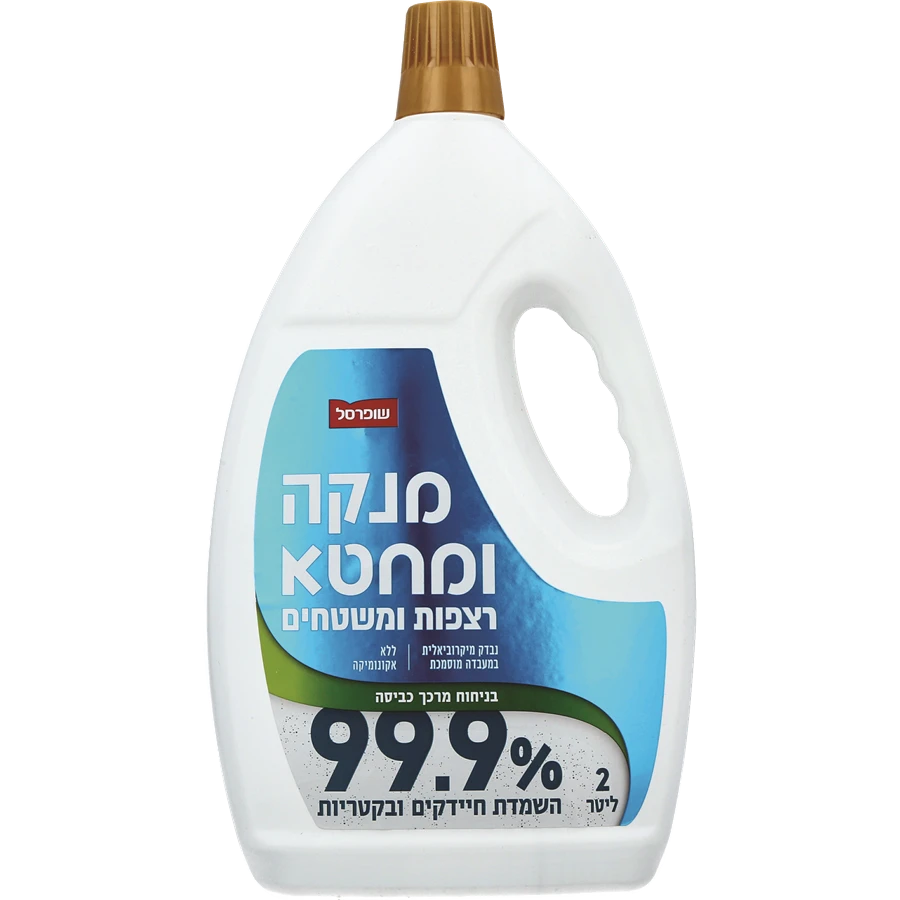 שופרסל
מנקה
ומחטא
רצפות ומשטחים
נבדק מיקרוביאלית
במעבדה מוסמכת
ללא
אקונומיקה
בניחוח מרכך כביסה
99.9%
השמדת חיידקים ובקטריות
2
ליטר